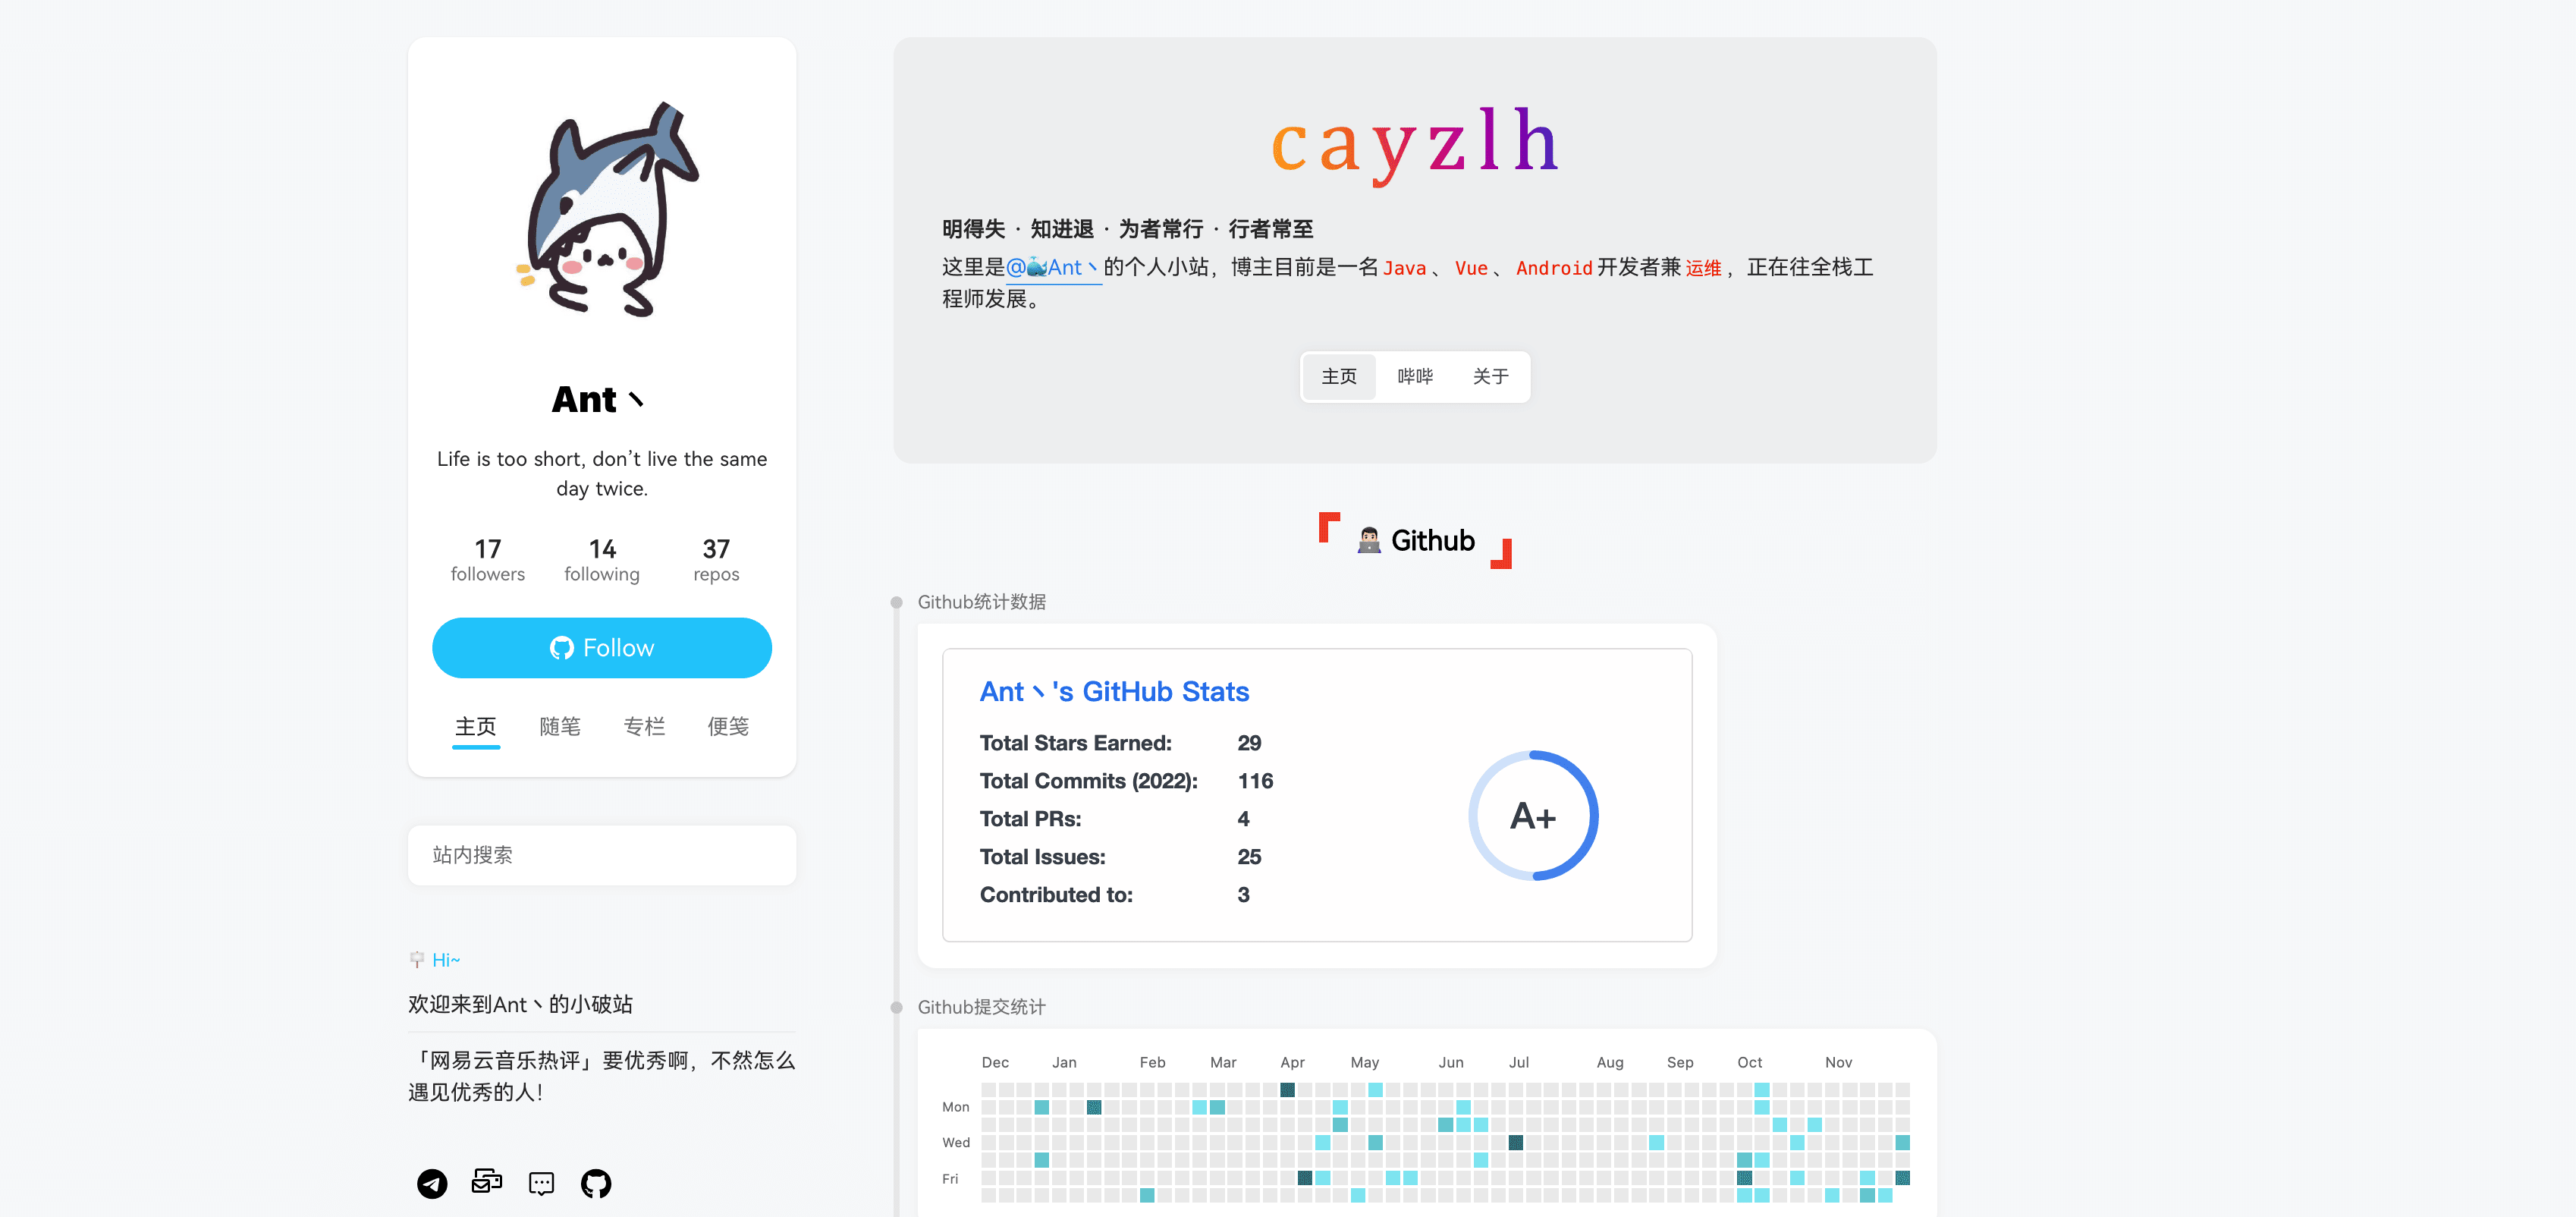 Ant丶
Life is too short, don’t live the same
day twice.
17 14 37
followers following repos
Follow
主页 随笔 专栏 便笺
站内搜索
Hi~
欢迎来到Ant丶的小破站
「网易云音乐热评」要优秀啊，不然怎么
遇见优秀的人！
cayzlh
明得失 · 知进退 · 为者常行 · 行者常至
这里是@🐳Ant丶的个人小站，博主目前是一名Java、Vue、Android开发者兼运维，正在往全栈工
程师发展。
主页 哔哔 关于
Github
Github统计数据
Ant丶's GitHub Stats
Total Stars Earned: 29
Total Commits (2022): 116
Total PRs: 4
Total Issues: 25
Contributed to: 3
A+
Github提交统计
Dec Jan Feb Mar Apr May Jun Jul Aug Sep Oct Nov
Mon
Wed
Fri